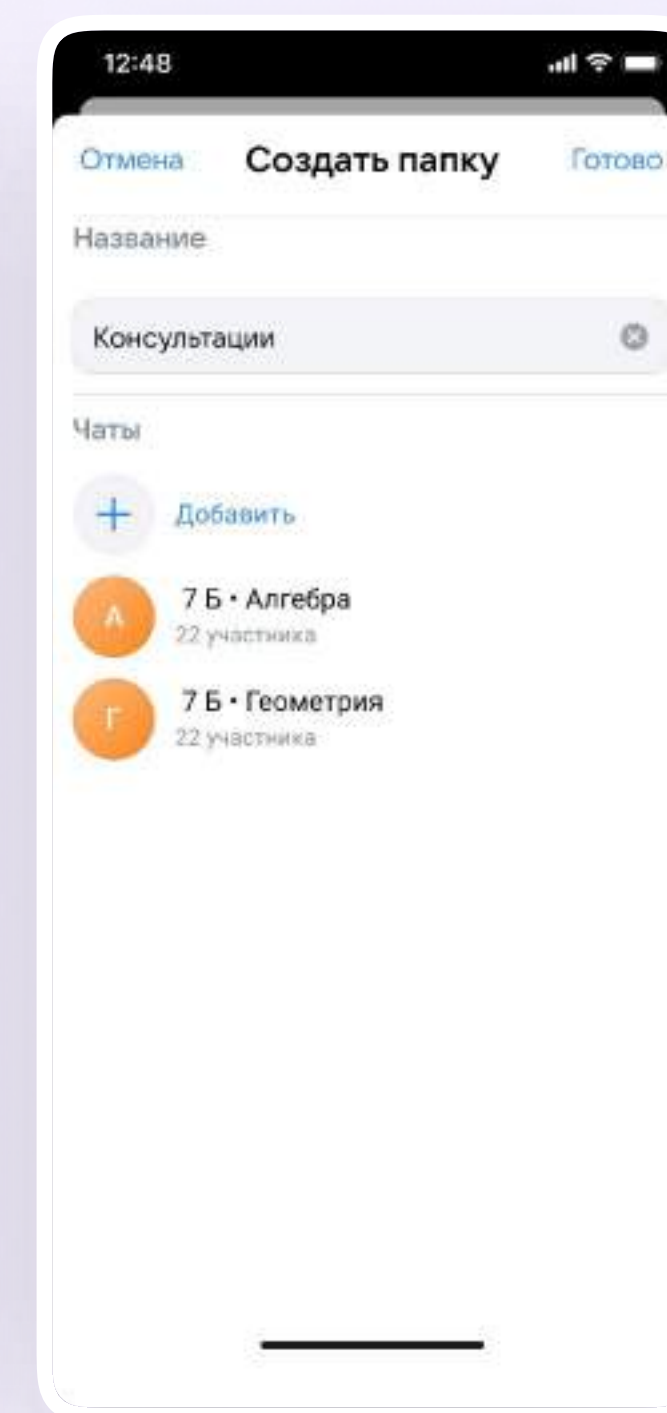 12:48
Отмена Создать папку Готово
Название
Консультации
Чаты
Добавить
А
7 Б • Алгебра
22 участника
Г
7 Б • Геометрия
22 участника